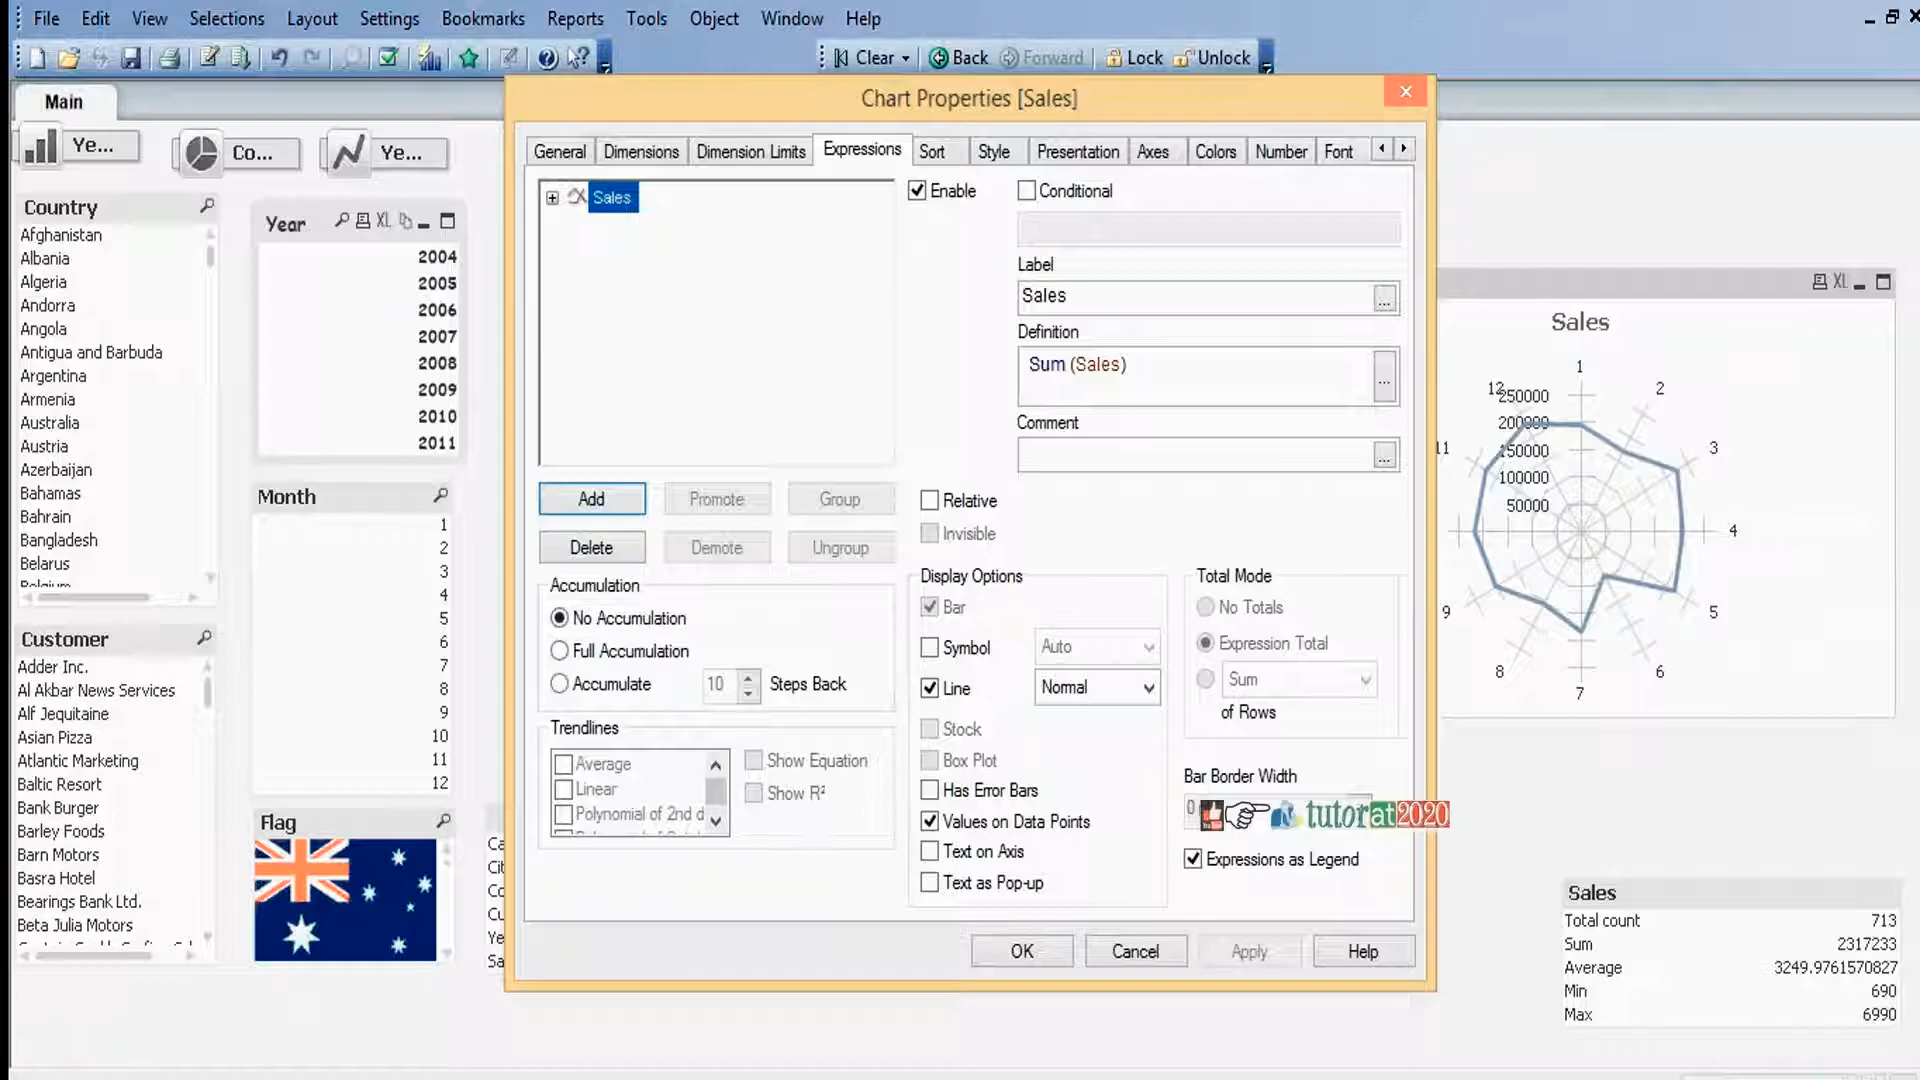 File Edit View Selections Layout Settings Bookmarks Reports Tools Object Window Help
Clear Back Forward Lock Unlock
Main
Ye... Co... Ye...
Country
Afghanistan
Albania
Algeria
Andorra
Angola
Antigua and Barbuda
Argentina
Armenia
Australia
Austria
Azerbaijan
Bahamas
Bahrain
Bangladesh
Belarus
Belgium
Customer
Adder Inc.
Al Akbar News Services
Alf Jequitaine
Asian Pizza
Atlantic Marketing
Baltic Resort
Bank Burger
Barley Foods
Barn Motors
Basra Hotel
Bearings Bank Ltd.
Beta Julia Motors
Year XL
2004
2005
2006
2007
2008
2009
2010
2011
Month
1
2
3
4
5
6
7
8
9
10
11
12
Flag
Ca
Cit
Co
Cu
Ye
Sa
Chart Properties [Sales]
General Dimensions Dimension Limits Expressions Sort Style Presentation Axes Colors Number Font
Sales
Add Promote Group
Delete Demote Ungroup
Accumulation
No Accumulation
Full Accumulation
Accumulate 10 Steps Back
Trendlines
Average
Linear
Polynomial of 2nd d
Show Equation
Show R²
Enable Conditional
Label
Sales ...
Definition
Sum (Sales) ...
Comment
...
Relative
Invisible
Display Options
Bar
Symbol Auto
Line Normal
Stock
Box Plot
Has Error Bars
Values on Data Points
Text on Axis
Text as Pop-up
Total Mode
No Totals
Expression Total
Sum
of Rows
Bar Border Width
0
tutorat2020
Expressions as Legend
OK Cancel Apply Help
XL
Sales
1
2
3
4
5
6
7
8
9
11
12
250000
200000
150000
100000
50000
Sales
Total count 713
Sum 2317233
Average 3249.9761570827
Min 690
Max 6990